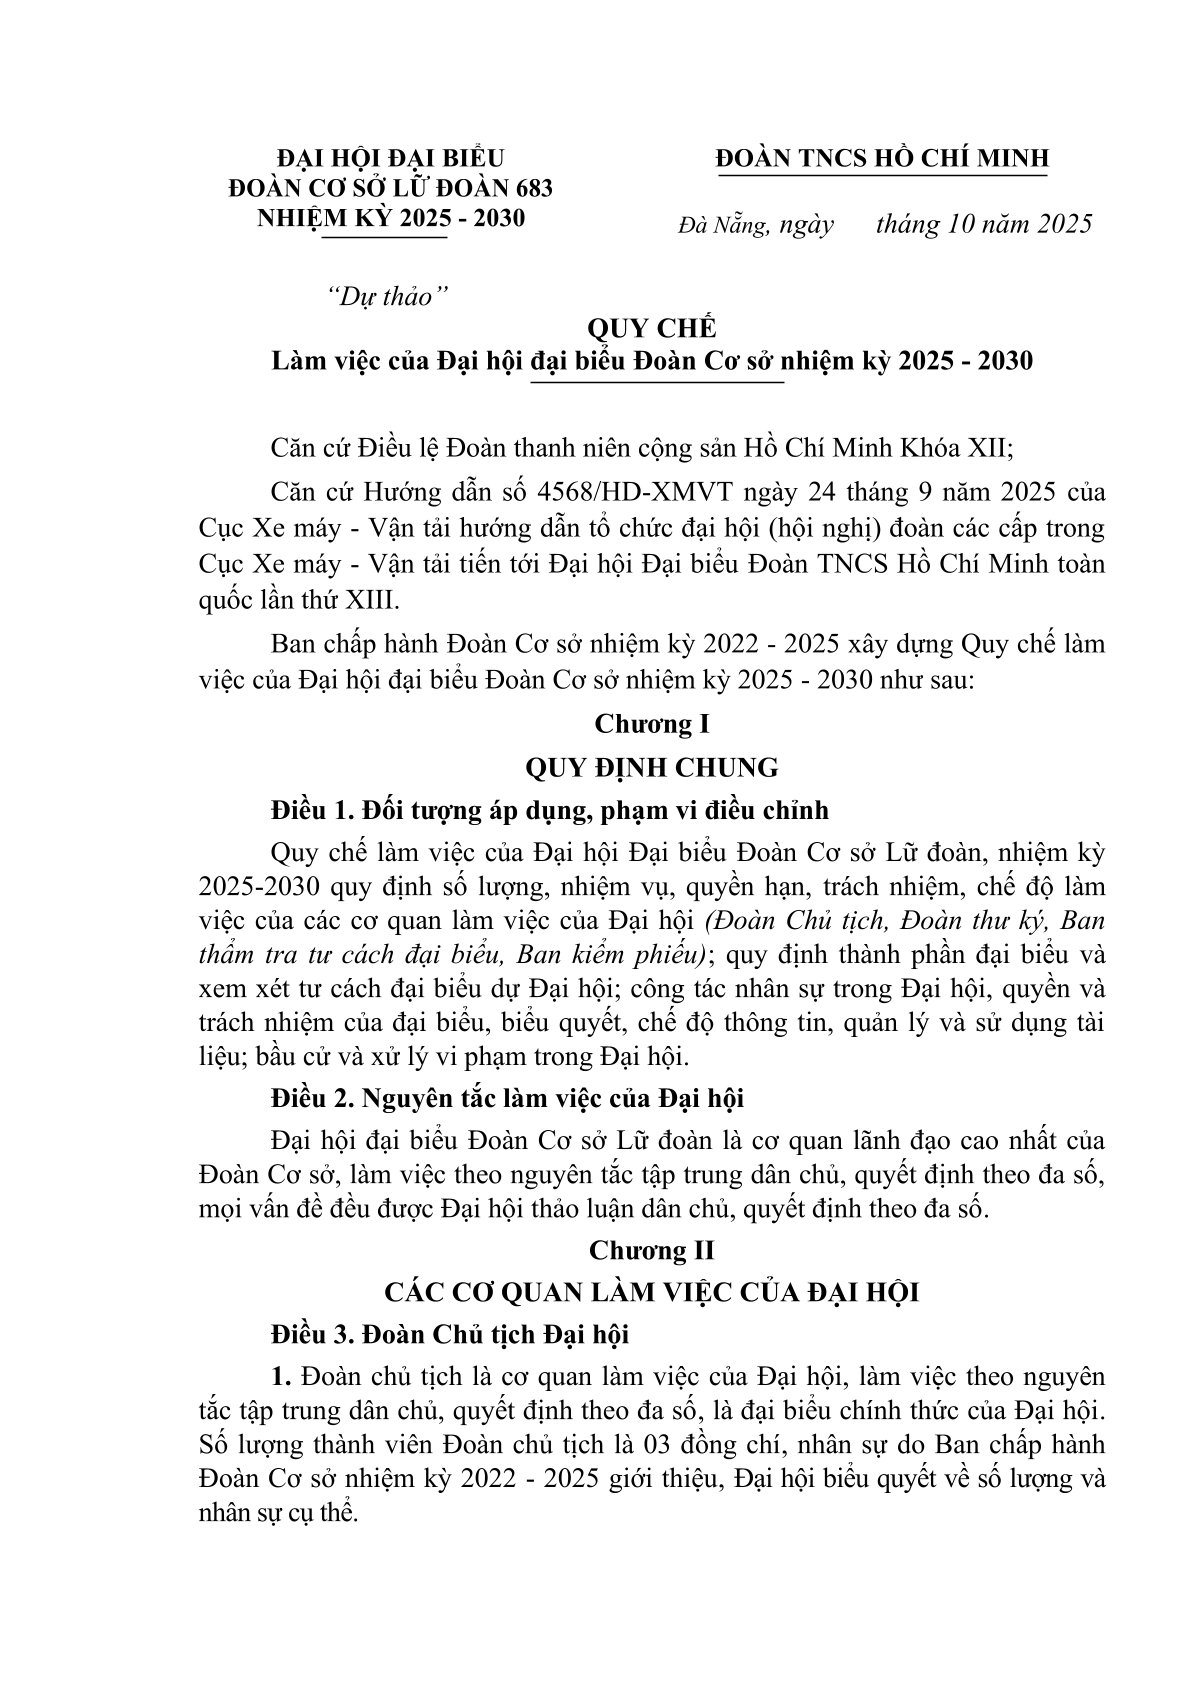 ĐẠI HỘI ĐẠI BIỂU
ĐOÀN CƠ SỞ LỮ ĐOÀN 683
NHIỆM KỲ 2025 - 2030
ĐOÀN TNCS HỒ CHÍ MINH
Đà Nẵng, ngày tháng 10 năm 2025
“Dự thảo”
QUY CHẾ
Làm việc của Đại hội đại biểu Đoàn Cơ sở nhiệm kỳ 2025 - 2030
Căn cứ Điều lệ Đoàn thanh niên cộng sản Hồ Chí Minh Khóa XII;
Căn cứ Hướng dẫn số 4568/HD-XMVT ngày 24 tháng 9 năm 2025 của
Cục Xe máy - Vận tải hướng dẫn tổ chức đại hội (hội nghị) đoàn các cấp trong
Cục Xe máy - Vận tải tiến tới Đại hội Đại biểu Đoàn TNCS Hồ Chí Minh toàn
quốc lần thứ XIII.
Ban chấp hành Đoàn Cơ sở nhiệm kỳ 2022 - 2025 xây dựng Quy chế làm
việc của Đại hội đại biểu Đoàn Cơ sở nhiệm kỳ 2025 - 2030 như sau:
Chương I
QUY ĐỊNH CHUNG
Điều 1. Đối tượng áp dụng, phạm vi điều chỉnh
Quy chế làm việc của Đại hội Đại biểu Đoàn Cơ sở Lữ đoàn, nhiệm kỳ
2025-2030 quy định số lượng, nhiệm vụ, quyền hạn, trách nhiệm, chế độ làm
việc của các cơ quan làm việc của Đại hội (Đoàn Chủ tịch, Đoàn thư ký, Ban
thẩm tra tư cách đại biểu, Ban kiểm phiếu); quy định thành phần đại biểu và
xem xét tư cách đại biểu dự Đại hội; công tác nhân sự trong Đại hội, quyền và
trách nhiệm của đại biểu, biểu quyết, chế độ thông tin, quản lý và sử dụng tài
liệu; bầu cử và xử lý vi phạm trong Đại hội.
Điều 2. Nguyên tắc làm việc của Đại hội
Đại hội đại biểu Đoàn Cơ sở Lữ đoàn là cơ quan lãnh đạo cao nhất của
Đoàn Cơ sở, làm việc theo nguyên tắc tập trung dân chủ, quyết định theo đa số,
mọi vấn đề đều được Đại hội thảo luận dân chủ, quyết định theo đa số.
Chương II
CÁC CƠ QUAN LÀM VIỆC CỦA ĐẠI HỘI
Điều 3. Đoàn Chủ tịch Đại hội
1. Đoàn chủ tịch là cơ quan làm việc của Đại hội, làm việc theo nguyên
tắc tập trung dân chủ, quyết định theo đa số, là đại biểu chính thức của Đại hội.
Số lượng thành viên Đoàn chủ tịch là 03 đồng chí, nhân sự do Ban chấp hành
Đoàn Cơ sở nhiệm kỳ 2022 - 2025 giới thiệu, Đại hội biểu quyết về số lượng và
nhân sự cụ thể.